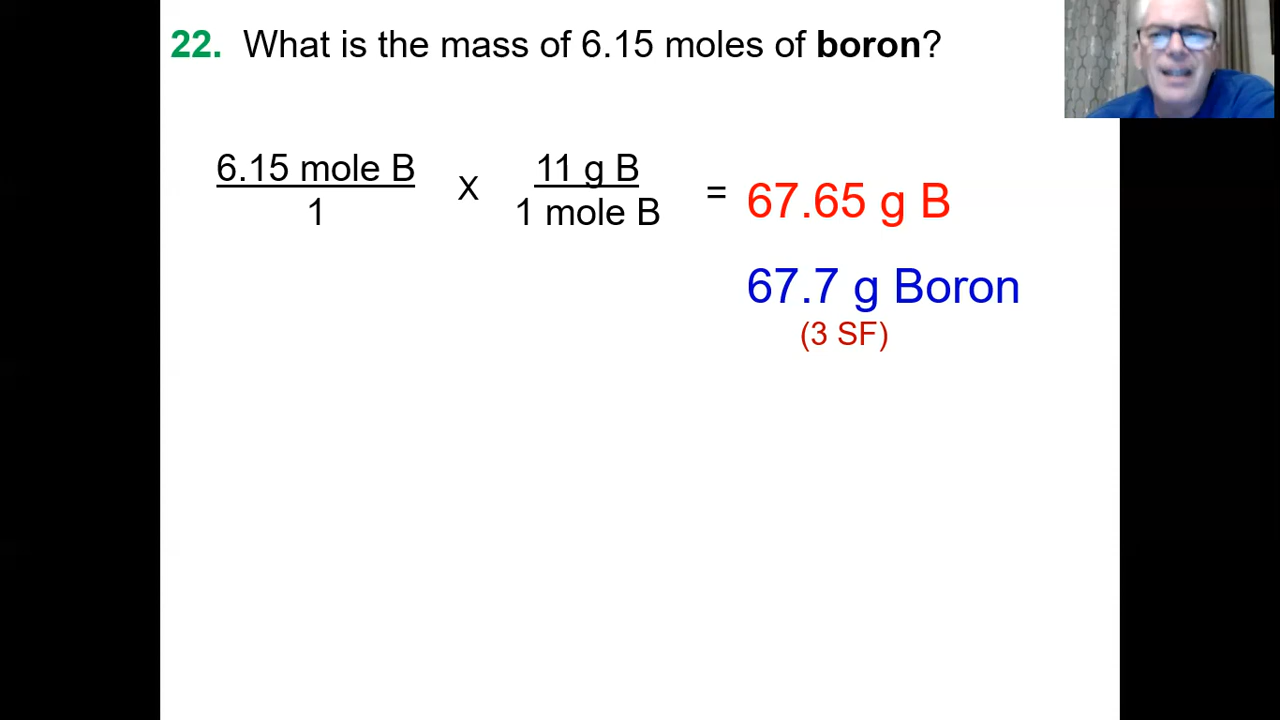 22. What is the mass of 6.15 moles of boron?
6.15 mole B
1
X
11 g B
1 mole B
= 67.65 g B
67.7 g Boron
(3 SF)